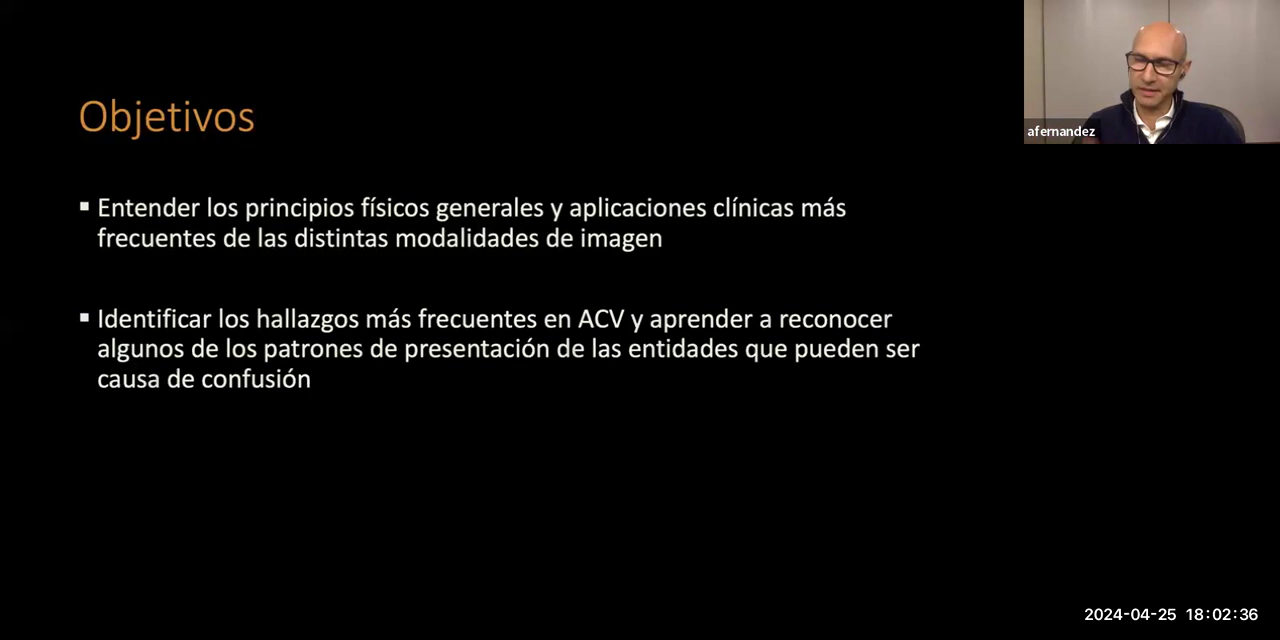 Objetivos
afernandez
▪ Entender los principios físicos generales y aplicaciones clínicas más
frecuentes de las distintas modalidades de imagen
▪ Identificar los hallazgos más frecuentes en ACV y aprender a reconocer
algunos de los patrones de presentación de las entidades que pueden ser
causa de confusión
2024-04-25 18:02:36